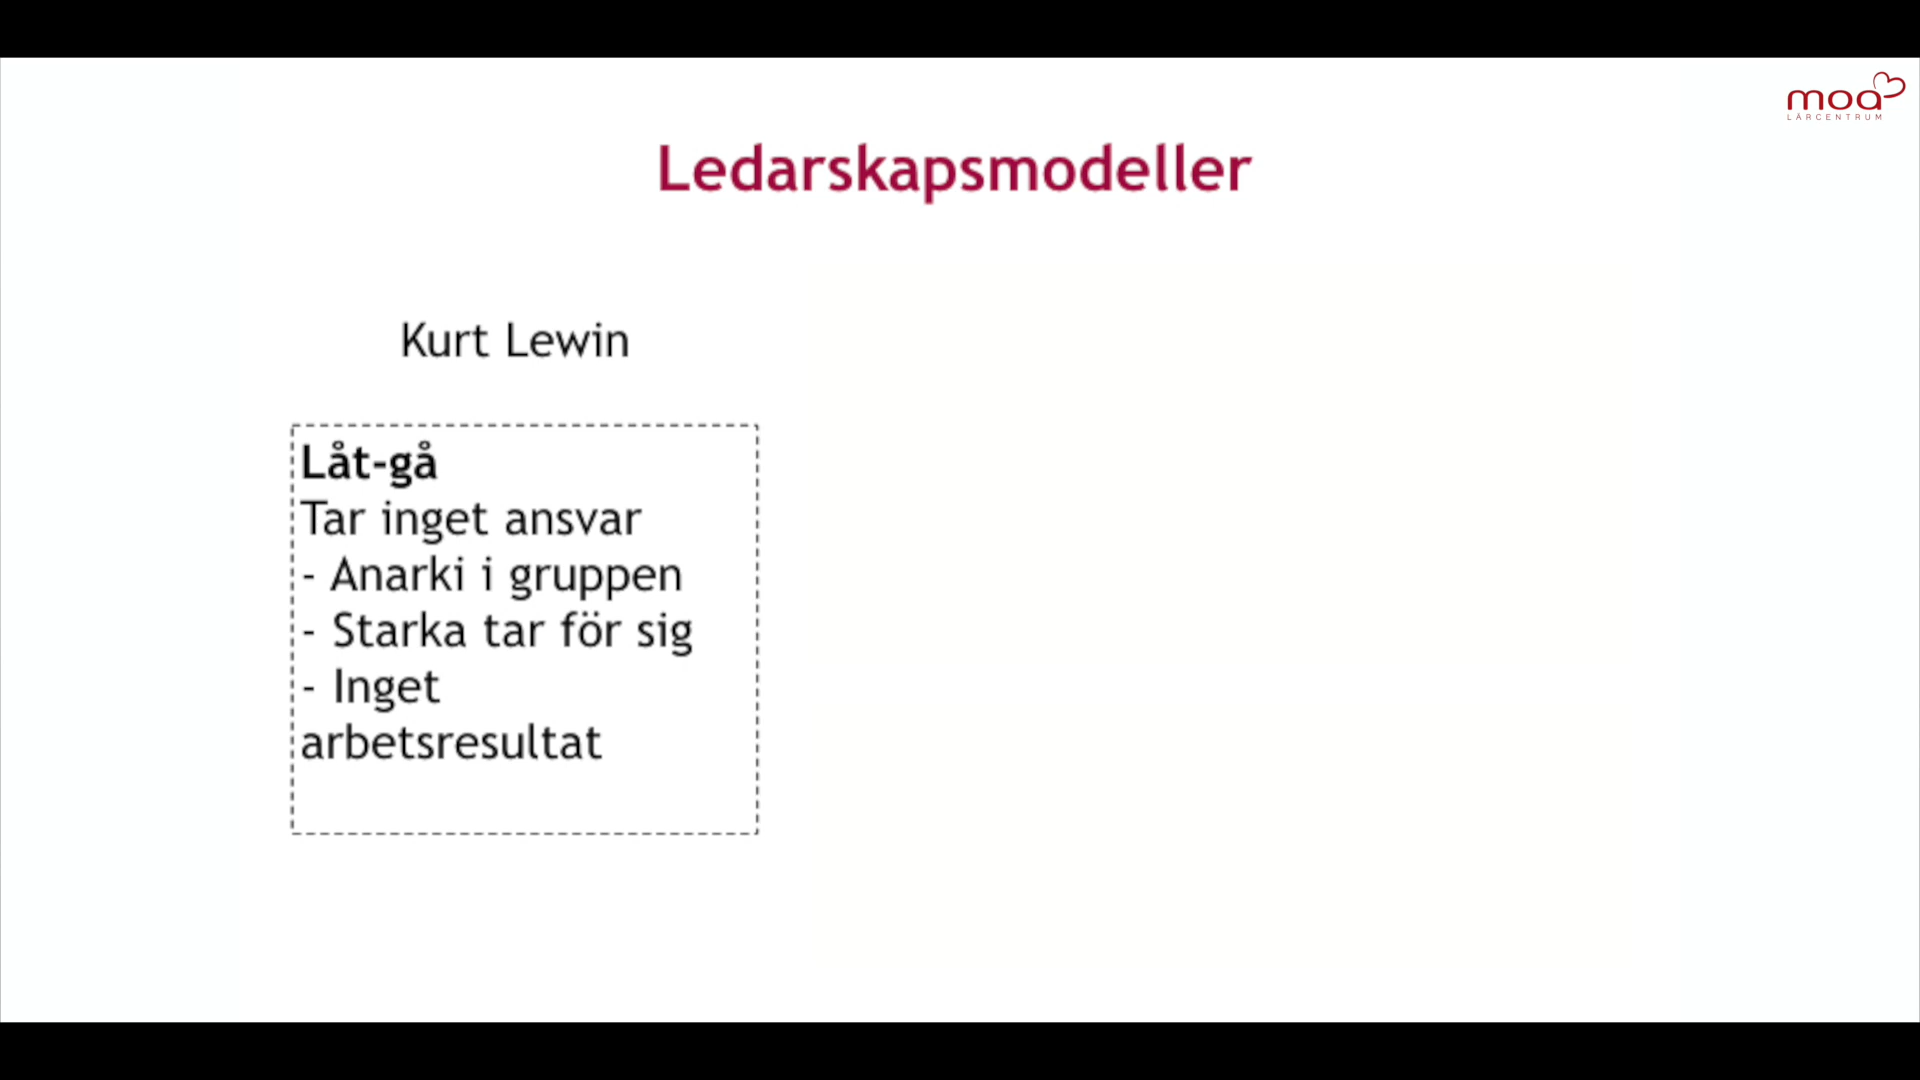 moa
LÄRCENTRUM
Ledarskapsmodeller
Kurt Lewin
Låt-gå
Tar inget ansvar
- Anarki i gruppen
- Starka tar för sig
- Inget
arbetsresultat